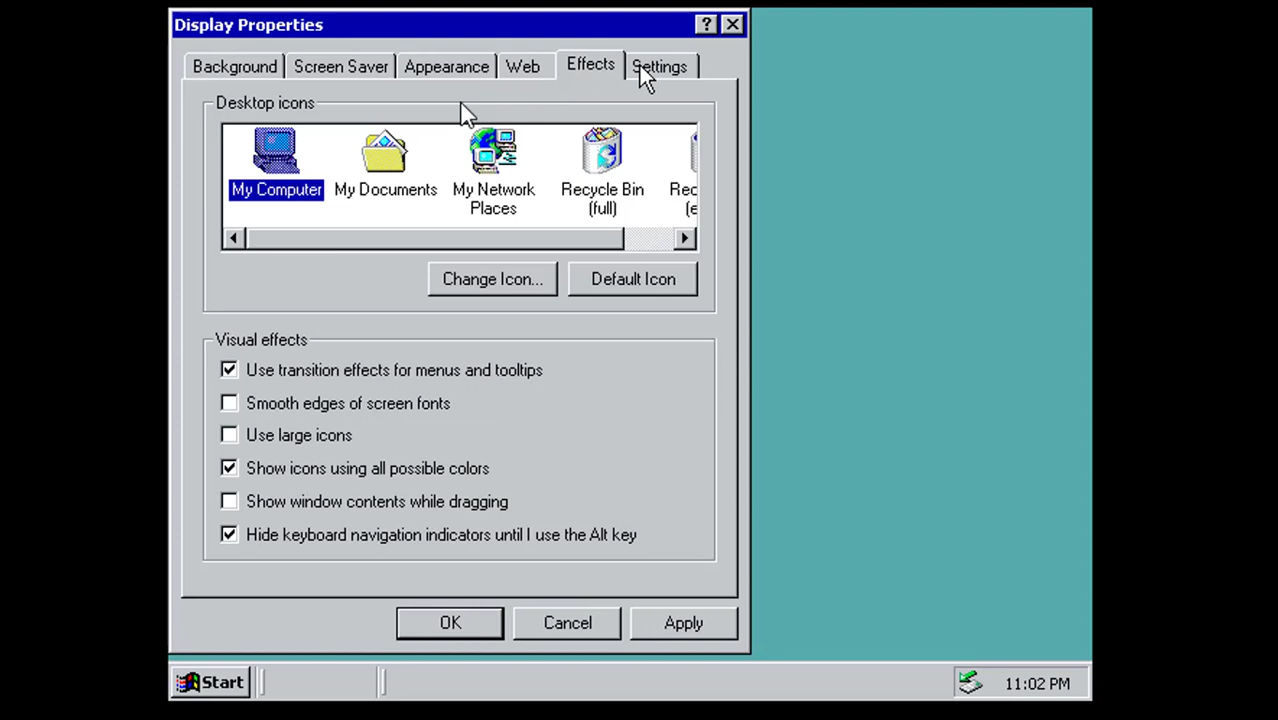 Display Properties
Background Screen Saver Appearance Web Effects Settings
Desktop icons
My Computer My Documents My Network Recycle Bin Rec
Places (full) (e
Change Icon... Default Icon
Visual effects
Use transition effects for menus and tooltips
Smooth edges of screen fonts
Use large icons
Show icons using all possible colors
Show window contents while dragging
Hide keyboard navigation indicators until I use the Alt key
OK Cancel Apply
Start 11:02 PM